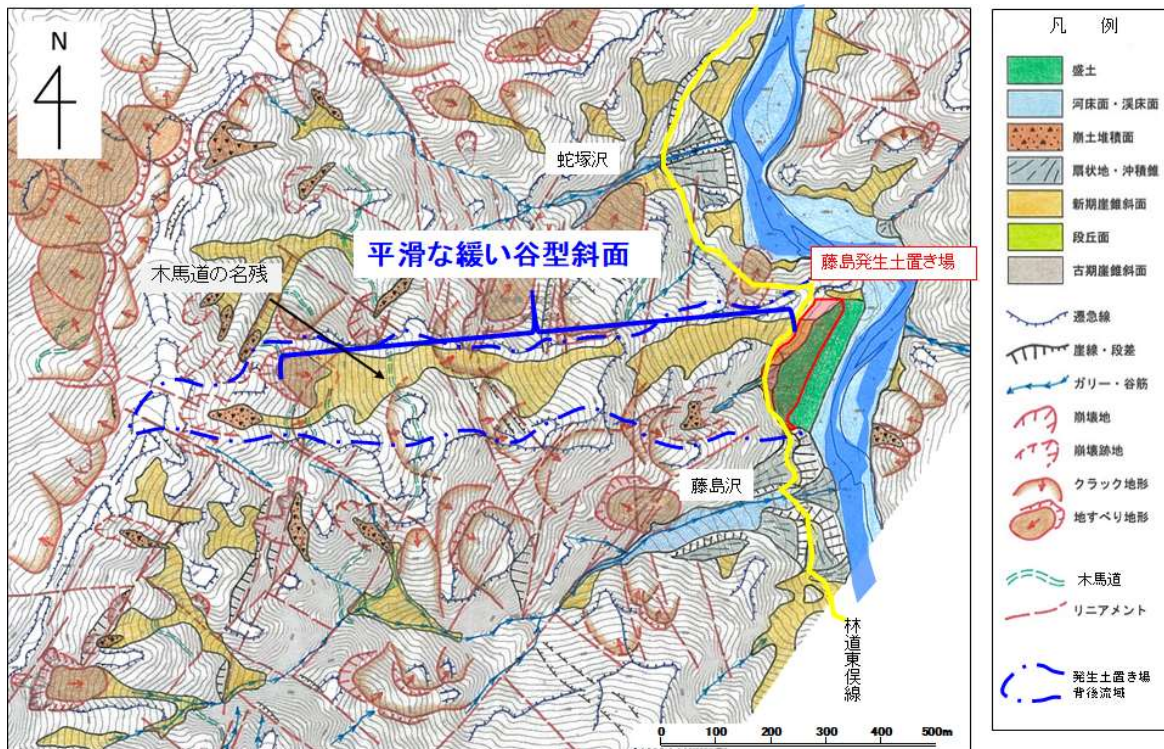 N
蛇塚沢
平滑な緩い谷型斜面
木馬道の名残
藤島発生土置き場
藤島沢
林道東俣線
0 100 200 300 400 500m
凡 例
盛土
河床面・渓床面
崩土堆積面
扇状地・沖積錐
新期崖錐斜面
段丘面
古期崖錐斜面
遷急線
崖線・段差
ガリー・谷筋
崩壊地
崩壊跡地
クラック地形
地すべり地形
木馬道
リニアメント
発生土置き場
背後流域